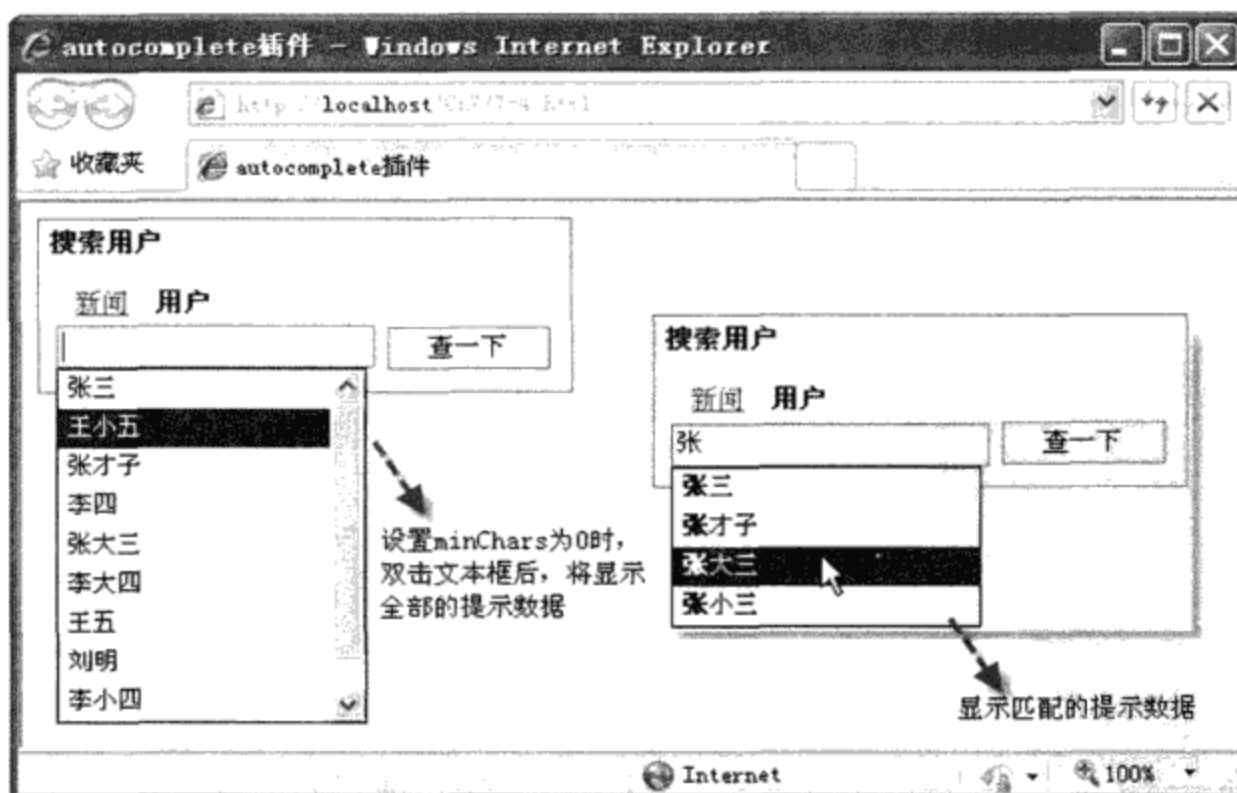 autocomplete插件 - Windows Internet Explorer
localhost
收藏夹
autocomplete插件
搜索用户
新闻 用户
查一下
张三
王小五
张才子
李四
张大三
李大四
王五
刘明
李小四
设置minChars为0时，
双击文本框后，将显示
全部的提示数据
搜索用户
新闻 用户
张
查一下
张三
张才子
张大三
张小三
显示匹配的提示数据
Internet
100%